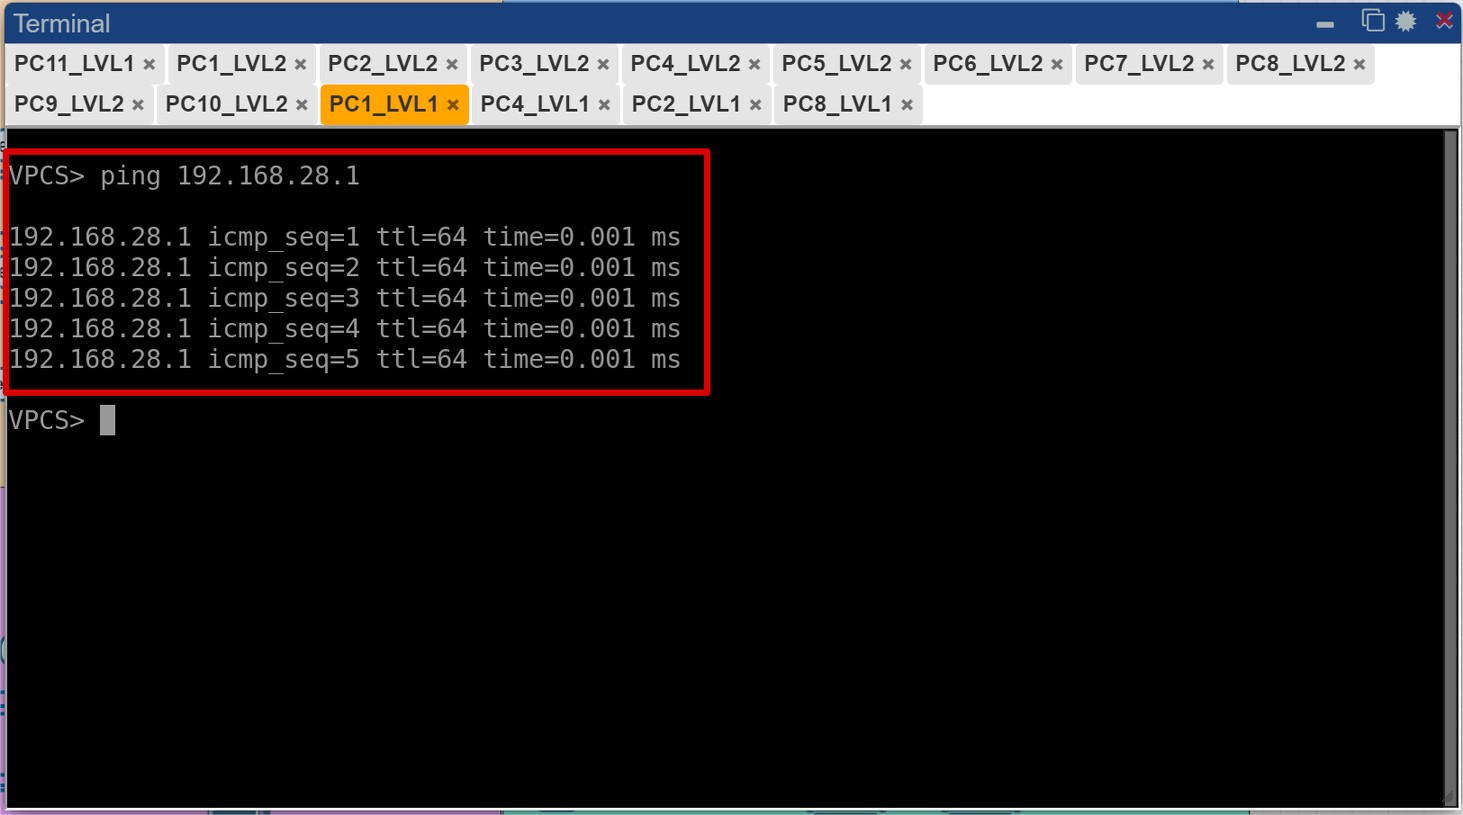 Terminal
PC11_LVL1 × PC1_LVL2 × PC2_LVL2 × PC3_LVL2 × PC4_LVL2 × PC5_LVL2 × PC6_LVL2 × PC7_LVL2 × PC8_LVL2 ×
PC9_LVL2 × PC10_LVL2 × PC1_LVL1 × PC4_LVL1 × PC2_LVL1 × PC8_LVL1 ×
VPCS> ping 192.168.28.1
192.168.28.1 icmp_seq=1 ttl=64 time=0.001 ms
192.168.28.1 icmp_seq=2 ttl=64 time=0.001 ms
192.168.28.1 icmp_seq=3 ttl=64 time=0.001 ms
192.168.28.1 icmp_seq=4 ttl=64 time=0.001 ms
192.168.28.1 icmp_seq=5 ttl=64 time=0.001 ms
VPCS>